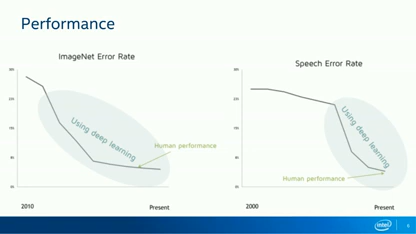 Performance
ImageNet Error Rate
Speech Error Rate
Using deep learning
Using deep learning
Human performance
Human performance
2010
Present
2000
Present
intel